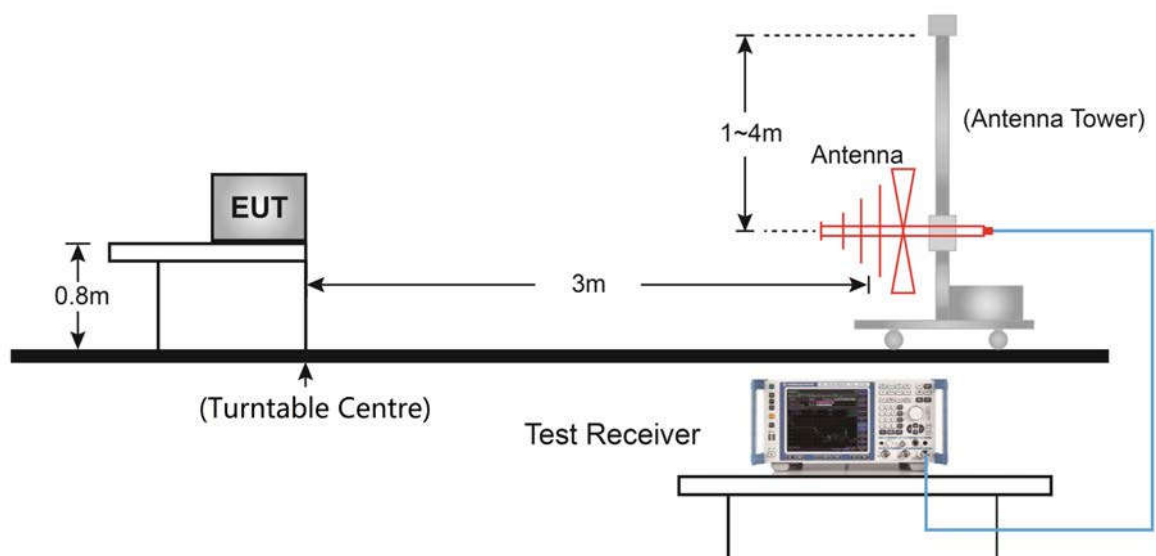 1~4m
(Antenna Tower)
Antenna
EUT
0.8m
3m
(Turntable Centre)
Test Receiver